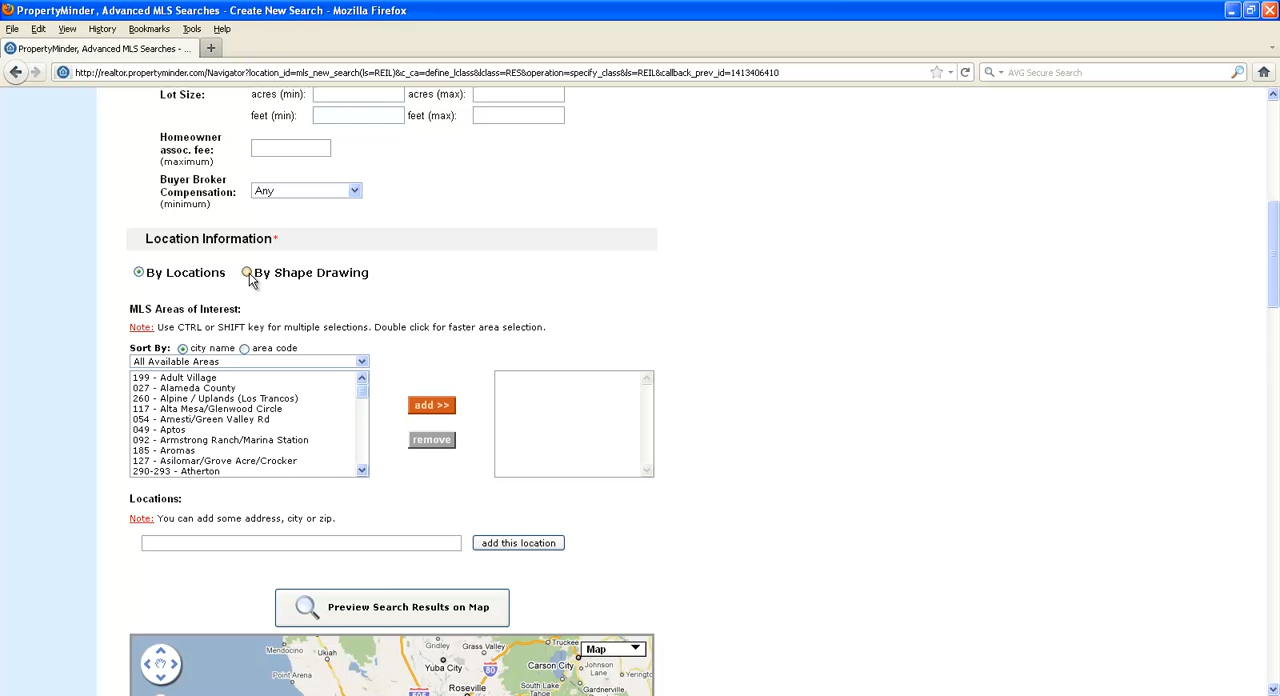 PropertyMinder, Advanced MLS Searches - Create New Search - Mozilla Firefox
File Edit View History Bookmarks Tools Help
PropertyMinder, Advanced MLS Searches - ...
http://realtor.propertyminder.com/Navigator?location_ID=mls_new_search(ls=REIL)&c_ca=define_lclass&lclass=RES&operation=specify_class&ls=REIL&callback_prev_id=1413406410
AVG Secure Search
Lot Size: acres (min): acres (max):
feet (min): feet (max):
Homeowner
assoc. fee:
(maximum)
Buyer Broker
Compensation: Any
(minimum)
Location Information*
By Locations By Shape Drawing
MLS Areas of Interest:
Note: Use CTRL or SHIFT key for multiple selections. Double click for faster area selection.
Sort By: city name area code
All Available Areas
199 - Adult Village
027 - Alameda County
260 - Alpine / Uplands (Los Trancos)
117 - Alta Mesa/Glenwood Circle
054 - Amesti/Green Valley Rd
049 - Aptos
092 - Armstrong Ranch/Marina Station
185 - Aromas
127 - Asilomar/Grove Acre/Crocker
290-293 - Atherton
add >>
remove
Locations:
Note: You can add some address, city or zip.
add this location
Preview Search Results on Map
Map
Mendocino
Ukiah
Point Arena
Gridley
Grass Valley
Yuba City
80
Roseville
Truckee
Carson City
Johnson
Lane
Gardnerville
South Lake
Yerington